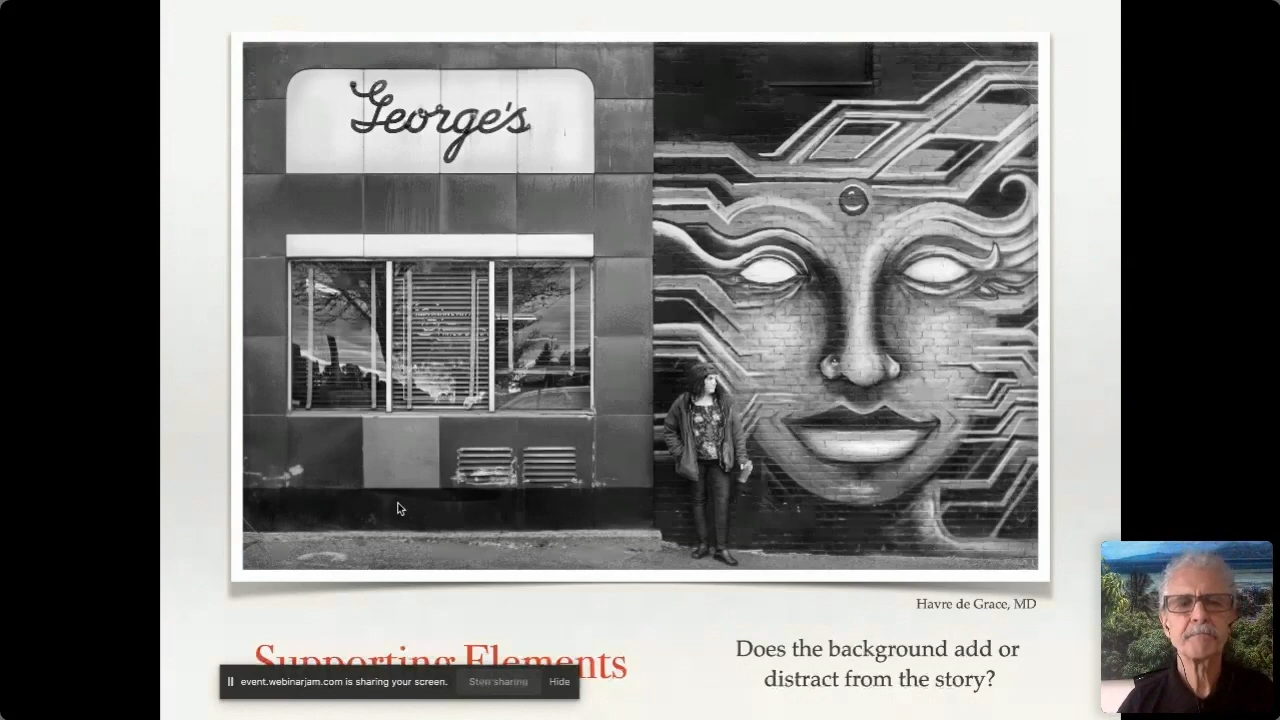 George's
Havre de Grace, MD
Supporting Elements
Does the background add or
distract from the story?
event.webinarjam.com is sharing your screen.
Stop sharing
Hide